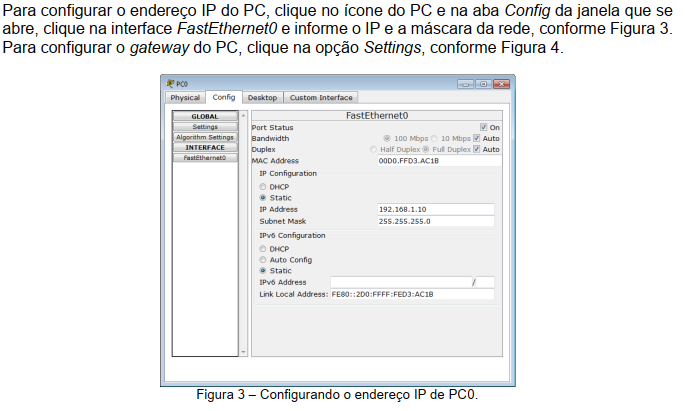 Para configurar o endereço IP do PC, clique no ícone do PC e na aba Config da janela que se
abre, clique na interface FastEthernet0 e informe o IP e a máscara da rede, conforme Figura 3.
Para configurar o gateway do PC, clique na opção Settings, conforme Figura 4.
PC0
Physical Config Desktop Custom Interface
GLOBAL
Settings
Algorithm Settings
INTERFACE
FastEthernet0
FastEthernet0
Port Status On
Bandwidth 100 Mbps 10 Mbps Auto
Duplex Half Duplex Full Duplex Auto
MAC Address 00D0.FFD3.AC1B
IP Configuration
DHCP
Static
IP Address 192.168.1.10
Subnet Mask 255.255.255.0
IPv6 Configuration
DHCP
Auto Config
Static
IPv6 Address /
Link Local Address: FE80::2D0:FFFF:FED3:AC1B
Figura 3 – Configurando o endereço IP de PC0.